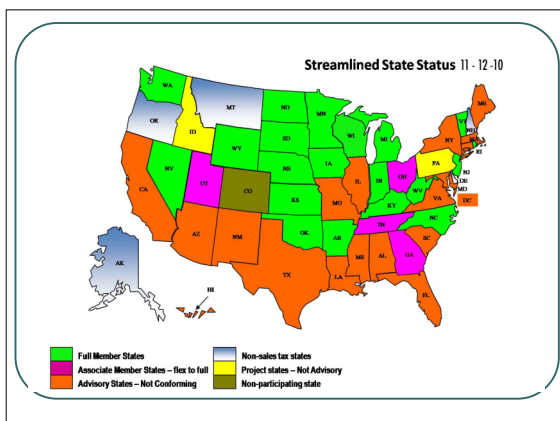 Streamlined State Status 11 - 12 -10
WA
OR
CA
NV
ID
MT
WY
UT
CO
AZ
NM
ND
SD
NE
KS
OK
TX
MN
IA
MO
AR
LA
WI
IL
MI
IN
OH
KY
TN
MS
AL
GA
FL
SC
NC
VA
WV
PA
NY
VT
NH
ME
MA
CT
RI
NJ
DE
MD
DC
AK
HI
Full Member States
Associate Member States – flex to full
Advisory States – Not Conforming
Non-sales tax states
Project states – Not Advisory
Non-participating state